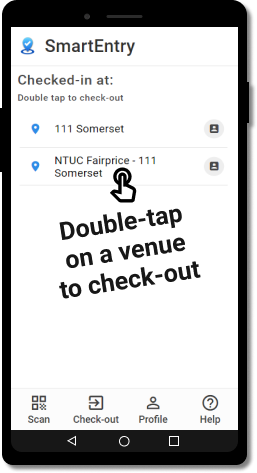 SmartEntry
Checked-in at:
Double tap to check-out
111 Somerset
NTUC Fairprice - 111
Somerset
Double-tap
on a venue
to check-out
Scan Check-out Profile Help